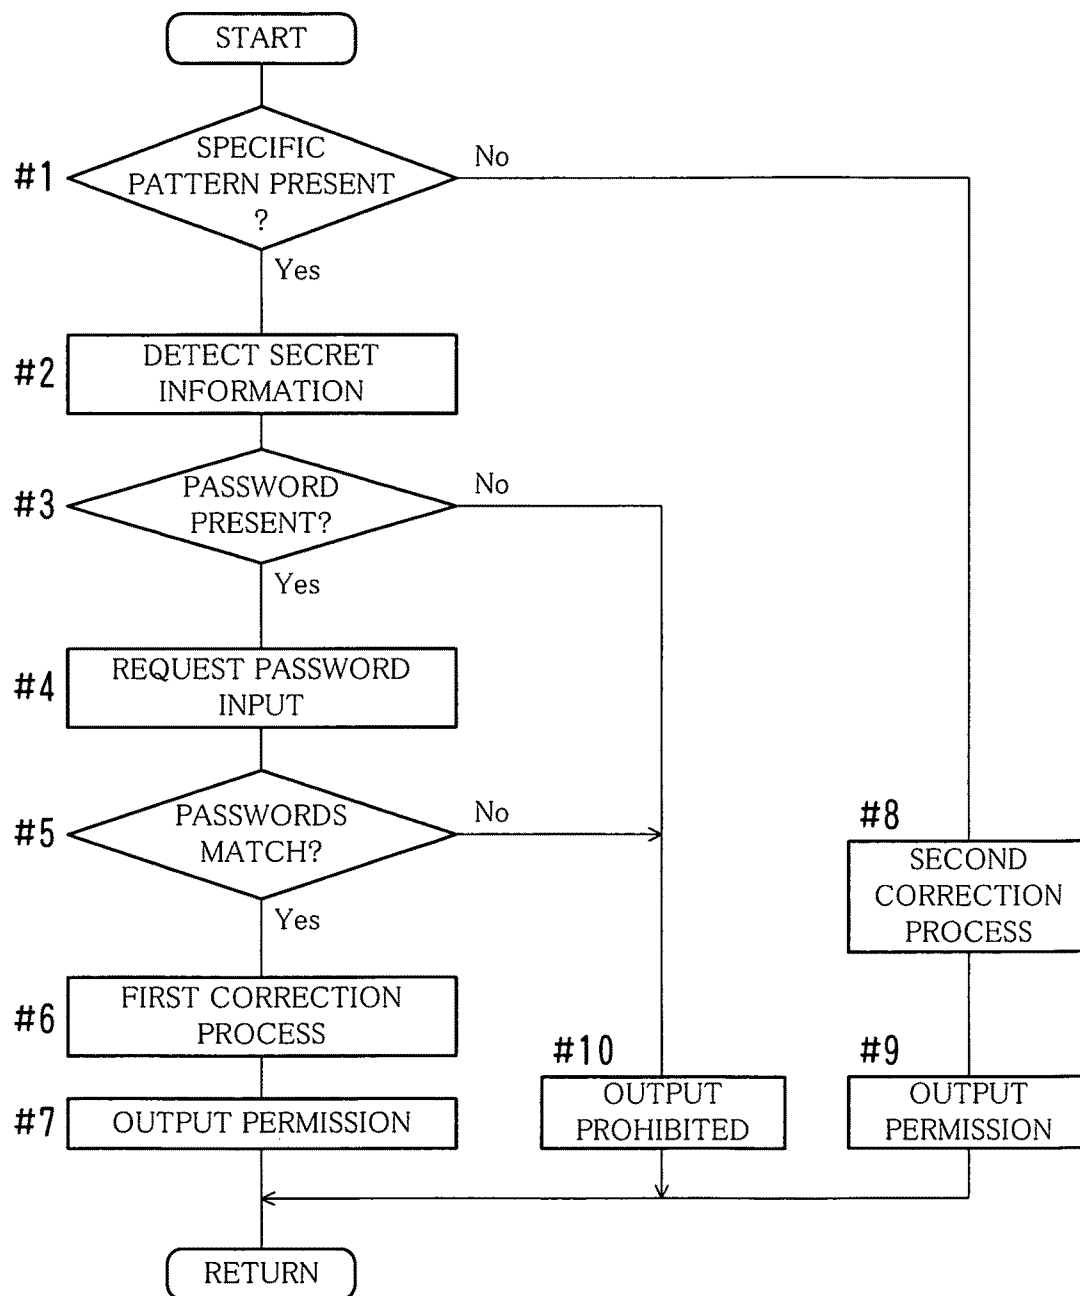 START
#1
SPECIFIC
PATTERN PRESENT
?
No
Yes
#2
DETECT SECRET
INFORMATION
#3
PASSWORD
PRESENT?
No
Yes
#4
REQUEST PASSWORD
INPUT
#5
PASSWORDS
MATCH?
No
Yes
#8
SECOND
CORRECTION
PROCESS
#6
FIRST CORRECTION
PROCESS
#7
OUTPUT PERMISSION
#10
OUTPUT
PROHIBITED
#9
OUTPUT
PERMISSION
RETURN